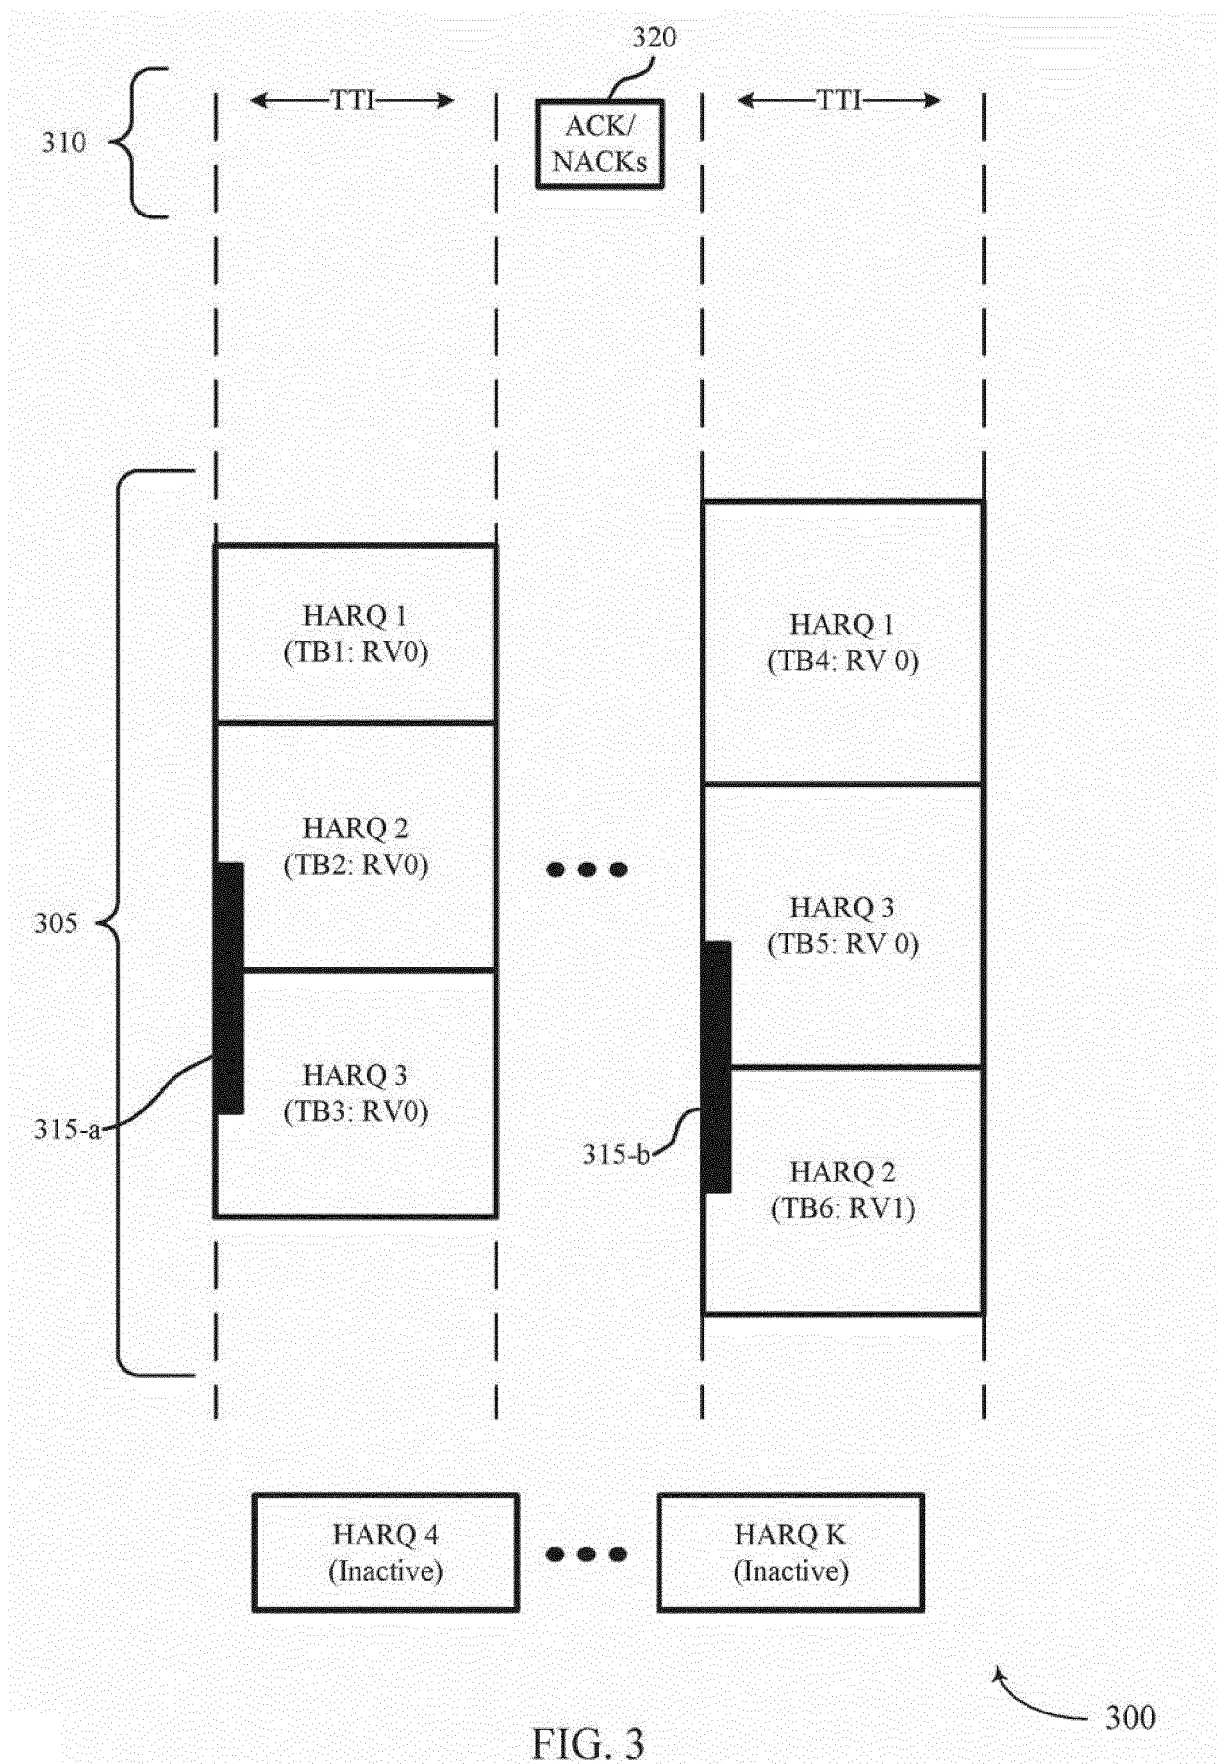 320
TTI
ACK/
NACKs
TTI
310
HARQ 1
(TB1: RV0)
HARQ 1
(TB4: RV 0)
HARQ 2
(TB2: RV0)
305
HARQ 3
(TB5: RV 0)
HARQ 3
(TB3: RV0)
315-a
315-b
HARQ 2
(TB6: RV1)
HARQ 4
(Inactive)
HARQ K
(Inactive)
300
FIG. 3